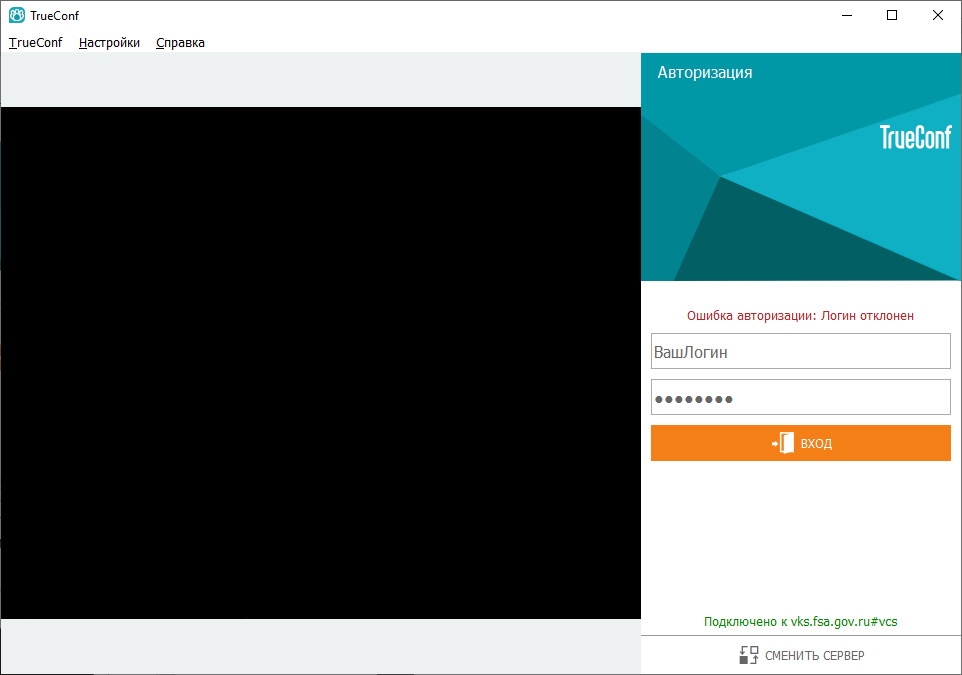 TrueConf
TrueConf Настройки Справка
Авторизация
TrueConf
Ошибка авторизации: Логин отклонен
ВашЛогин
●●●●●●●●
ВХОД
Подключено к vks.fsa.gov.ru#vcs
СМЕНИТЬ СЕРВЕР